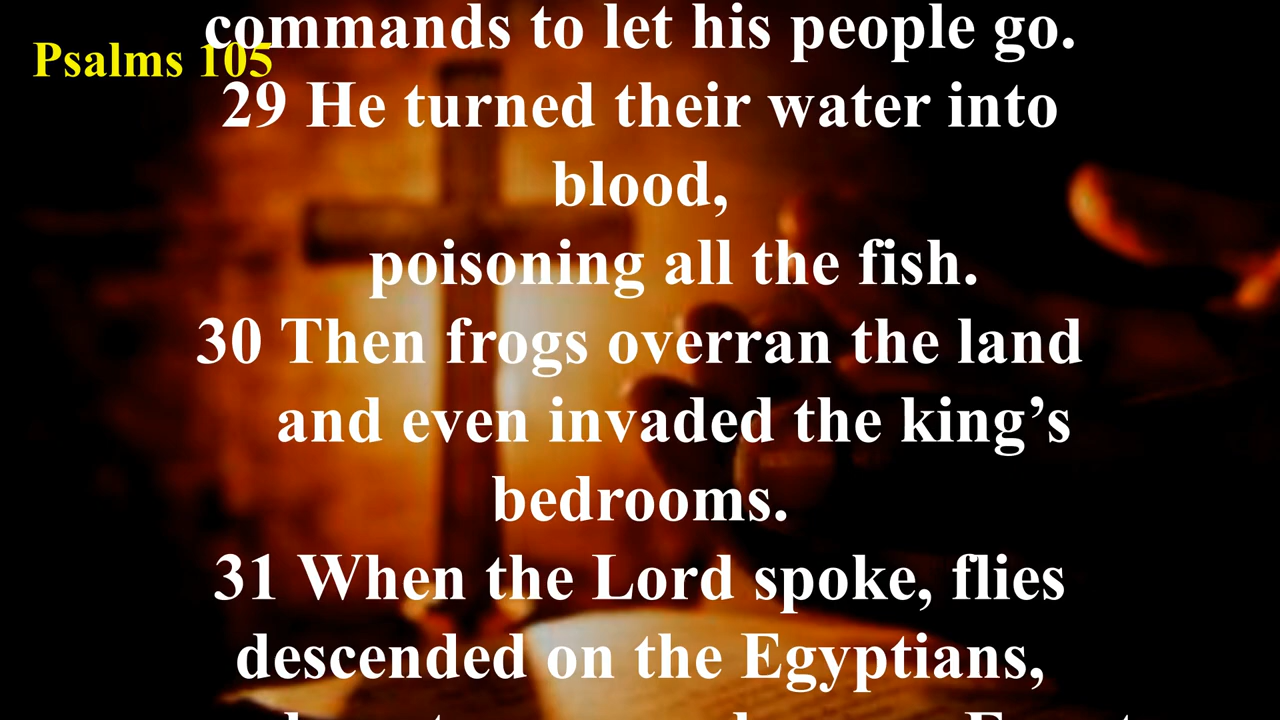 commands to let his people go.
Psalms 105
29 He turned their water into
blood,
poisoning all the fish.
30 Then frogs overran the land
and even invaded the king’s
bedrooms.
31 When the Lord spoke, flies
descended on the Egyptians,